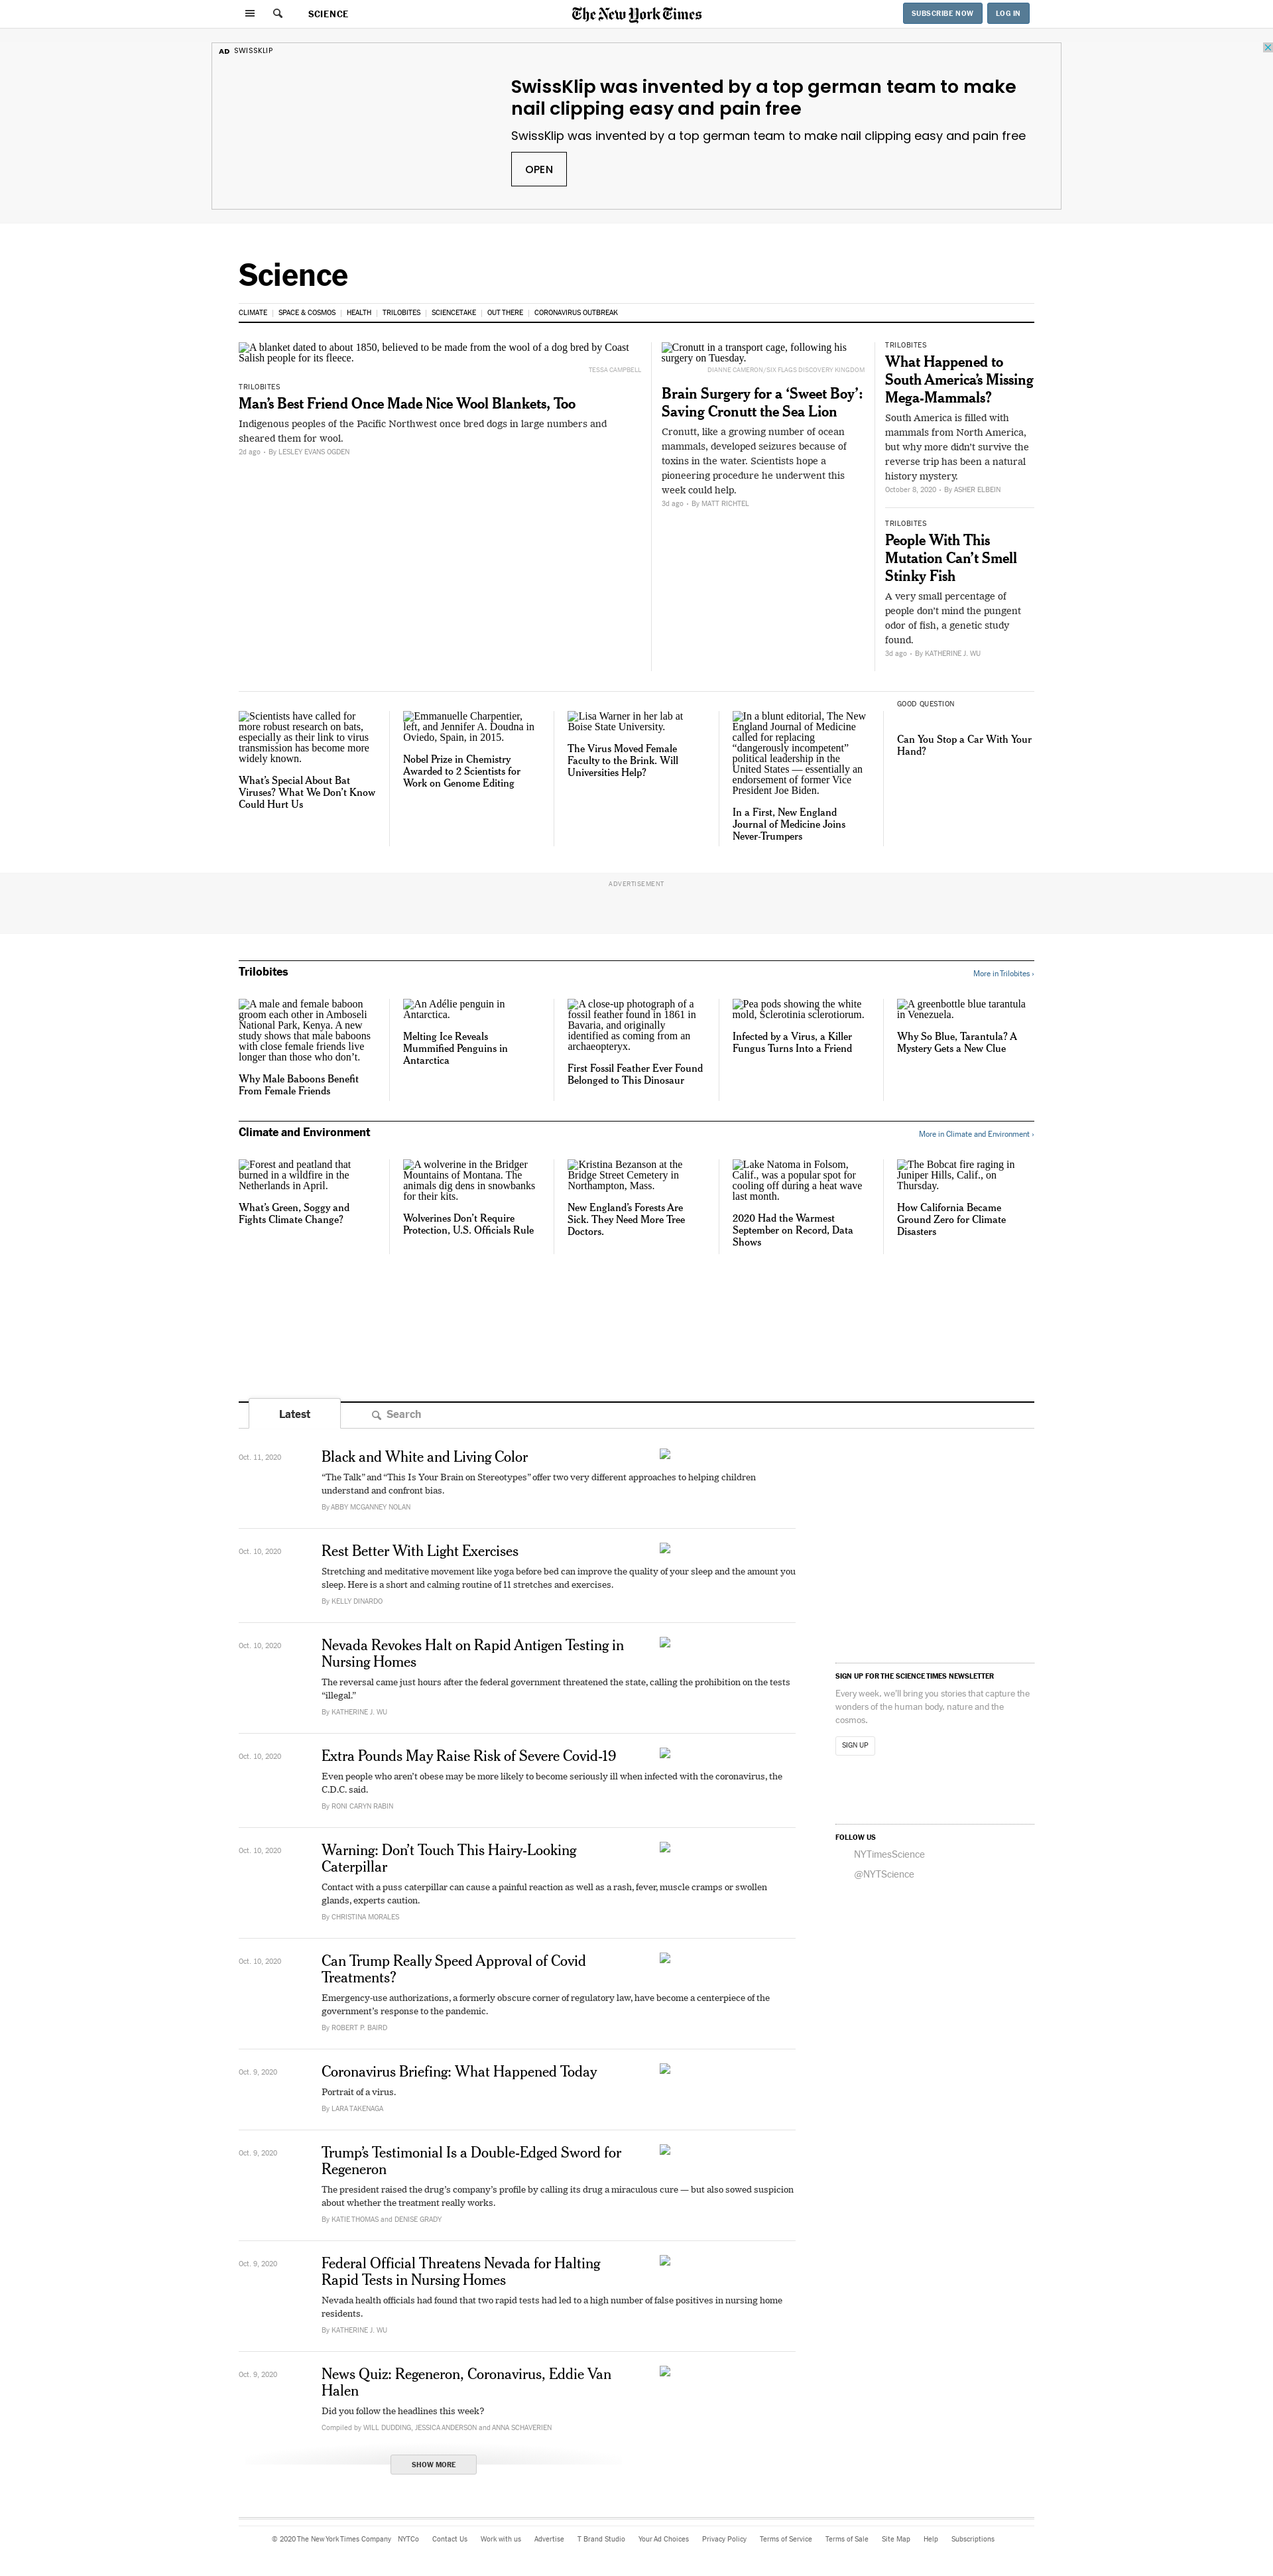 SCIENCE
The New York Times
SUBSCRIBE NOW
LOG IN
AD SWISSKLIP
SwissKlip was invented by a top german team to make
nail clipping easy and pain free
SwissKlip was invented by a top german team to make nail clipping easy and pain free
OPEN
Science
CLIMATE
SPACE & COSMOS
HEALTH
TRILOBITES
SCIENCETAKE
OUT THERE
CORONAVIRUS OUTBREAK
A blanket dated to about 1850, believed to be made from the wool of a dog bred by Coast
Salish people for its fleece.
TESSA CAMPBELL
TRILOBITES
Man’s Best Friend Once Made Nice Wool Blankets, Too
Indigenous peoples of the Pacific Northwest once bred dogs in large numbers and
sheared them for wool.
2d ago · By LESLEY EVANS OGDEN
Cronutt in a transport cage, following his
surgery on Tuesday.
DIANNE CAMERON/SIX FLAGS DISCOVERY KINGDOM
Brain Surgery for a ‘Sweet Boy’:
Saving Cronutt the Sea Lion
Cronutt, like a growing number of ocean
mammals, developed seizures because of
toxins in the water. Scientists hope a
pioneering procedure he underwent this
week could help.
3d ago · By MATT RICHTEL
TRILOBITES
What Happened to
South America’s Missing
Mega-Mammals?
South America is filled with
mammals from North America,
but why more didn’t survive the
reverse trip has been a natural
history mystery.
October 8, 2020 · By ASHER ELBEIN
TRILOBITES
People With This
Mutation Can’t Smell
Stinky Fish
A very small percentage of
people don’t mind the pungent
odor of fish, a genetic study
found.
3d ago · By KATHERINE J. WU
Scientists have called for
more robust research on bats,
especially as their link to virus
transmission has become more
widely known.
What’s Special About Bat
Viruses? What We Don’t Know
Could Hurt Us
Emmanuelle Charpentier,
left, and Jennifer A. Doudna in
Oviedo, Spain, in 2015.
Nobel Prize in Chemistry
Awarded to 2 Scientists for
Work on Genome Editing
Lisa Warner in her lab at
Boise State University.
The Virus Moved Female
Faculty to the Brink. Will
Universities Help?
In a blunt editorial, The New
England Journal of Medicine
called for replacing
“dangerously incompetent”
political leadership in the
United States — essentially an
endorsement of former Vice
President Joe Biden.
In a First, New England
Journal of Medicine Joins
Never-Trumpers
GOOD QUESTION
Can You Stop a Car With Your
Hand?
ADVERTISEMENT
Trilobites
More in Trilobites ›
A male and female baboon
groom each other in Amboseli
National Park, Kenya. A new
study shows that male baboons
with close female friends live
longer than those who don’t.
Why Male Baboons Benefit
From Female Friends
An Adélie penguin in
Antarctica.
Melting Ice Reveals
Mummified Penguins in
Antarctica
A close-up photograph of a
fossil feather found in 1861 in
Bavaria, and originally
identified as coming from an
archaeopteryx.
First Fossil Feather Ever Found
Belonged to This Dinosaur
Pea pods showing the white
mold, Sclerotinia sclerotiorum.
Infected by a Virus, a Killer
Fungus Turns Into a Friend
A greenbottle blue tarantula
in Venezuela.
Why So Blue, Tarantula? A
Mystery Gets a New Clue
Climate and Environment
More in Climate and Environment ›
Forest and peatland that
burned in a wildfire in the
Netherlands in April.
What’s Green, Soggy and
Fights Climate Change?
A wolverine in the Bridger
Mountains of Montana. The
animals dig dens in snowbanks
for their kits.
Wolverines Don’t Require
Protection, U.S. Officials Rule
Kristina Bezanson at the
Bridge Street Cemetery in
Northampton, Mass.
New England’s Forests Are
Sick. They Need More Tree
Doctors.
Lake Natoma in Folsom,
Calif., was a popular spot for
cooling off during a heat wave
last month.
2020 Had the Warmest
September on Record, Data
Shows
The Bobcat fire raging in
Juniper Hills, Calif., on
Thursday.
How California Became
Ground Zero for Climate
Disasters
Latest
Search
Oct. 11, 2020
Black and White and Living Color
“The Talk” and “This Is Your Brain on Stereotypes” offer two very different approaches to helping children
understand and confront bias.
By ABBY MCGANNEY NOLAN
Oct. 10, 2020
Rest Better With Light Exercises
Stretching and meditative movement like yoga before bed can improve the quality of your sleep and the amount you
sleep. Here is a short and calming routine of 11 stretches and exercises.
By KELLY DINARDO
Oct. 10, 2020
Nevada Revokes Halt on Rapid Antigen Testing in
Nursing Homes
The reversal came just hours after the federal government threatened the state, calling the prohibition on the tests
“illegal.”
By KATHERINE J. WU
Oct. 10, 2020
Extra Pounds May Raise Risk of Severe Covid-19
Even people who aren’t obese may be more likely to become seriously ill when infected with the coronavirus, the
C.D.C. said.
By RONI CARYN RABIN
Oct. 10, 2020
Warning: Don’t Touch This Hairy-Looking
Caterpillar
Contact with a puss caterpillar can cause a painful reaction as well as a rash, fever, muscle cramps or swollen
glands, experts caution.
By CHRISTINA MORALES
Oct. 10, 2020
Can Trump Really Speed Approval of Covid
Treatments?
Emergency-use authorizations, a formerly obscure corner of regulatory law, have become a centerpiece of the
government’s response to the pandemic.
By ROBERT P. BAIRD
Oct. 9, 2020
Coronavirus Briefing: What Happened Today
Portrait of a virus.
By LARA TAKENAGA
Oct. 9, 2020
Trump’s Testimonial Is a Double-Edged Sword for
Regeneron
The president raised the drug’s company’s profile by calling its drug a miraculous cure — but also sowed suspicion
about whether the treatment really works.
By KATIE THOMAS and DENISE GRADY
Oct. 9, 2020
Federal Official Threatens Nevada for Halting
Rapid Tests in Nursing Homes
Nevada health officials had found that two rapid tests had led to a high number of false positives in nursing home
residents.
By KATHERINE J. WU
Oct. 9, 2020
News Quiz: Regeneron, Coronavirus, Eddie Van
Halen
Did you follow the headlines this week?
Compiled by WILL DUDDING, JESSICA ANDERSON and ANNA SCHAVERIEN
SHOW MORE
SIGN UP FOR THE SCIENCE TIMES NEWSLETTER
Every week, we’ll bring you stories that capture the
wonders of the human body, nature and the
cosmos.
SIGN UP
FOLLOW US
NYTimesScience
@NYTScience
© 2020 The New York Times Company
NYTCo
Contact Us
Work with us
Advertise
T Brand Studio
Your Ad Choices
Privacy Policy
Terms of Service
Terms of Sale
Site Map
Help
Subscriptions